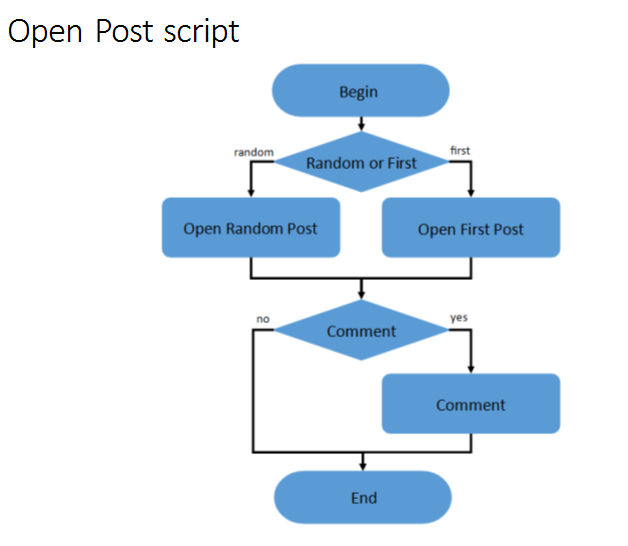 Open Post script
Begin
random
first
Random or First
Open Random Post
Open First Post
no
yes
Comment
Comment
End